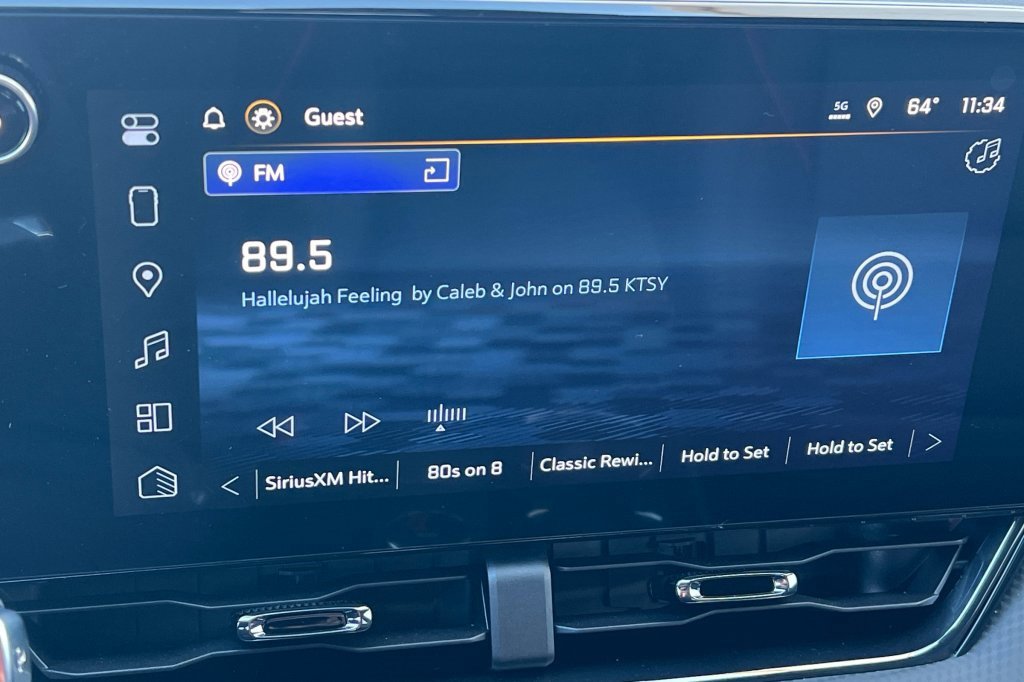 Guest
5G
64°
11:34
FM
89.5
Hallelujah Feeling by Caleb & John on 89.5 KTSY
SiriusXM Hit...
80s on 8
Classic Rewi...
Hold to Set
Hold to Set